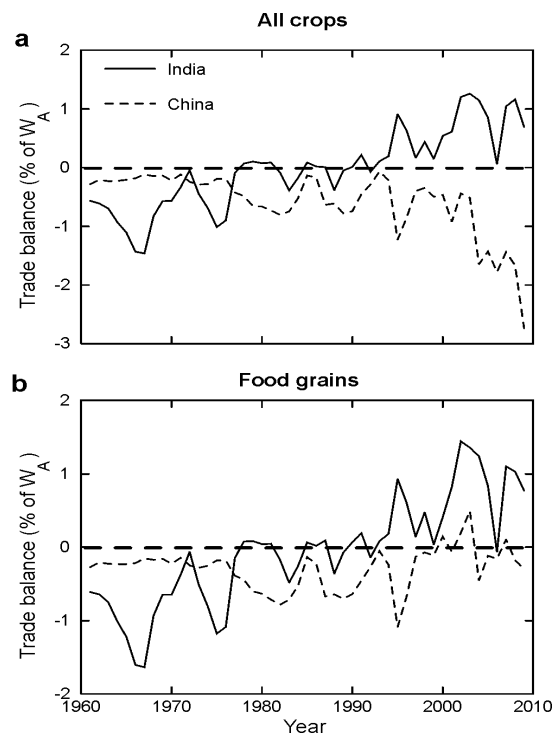 All crops
a
2
1
0
-1
-2
-3
Trade balance (% of WA)
India
China
Food grains
b
2
1
0
-1
-2
Trade balance (% of WA)
1960 1970 1980 1990 2000 2010
Year